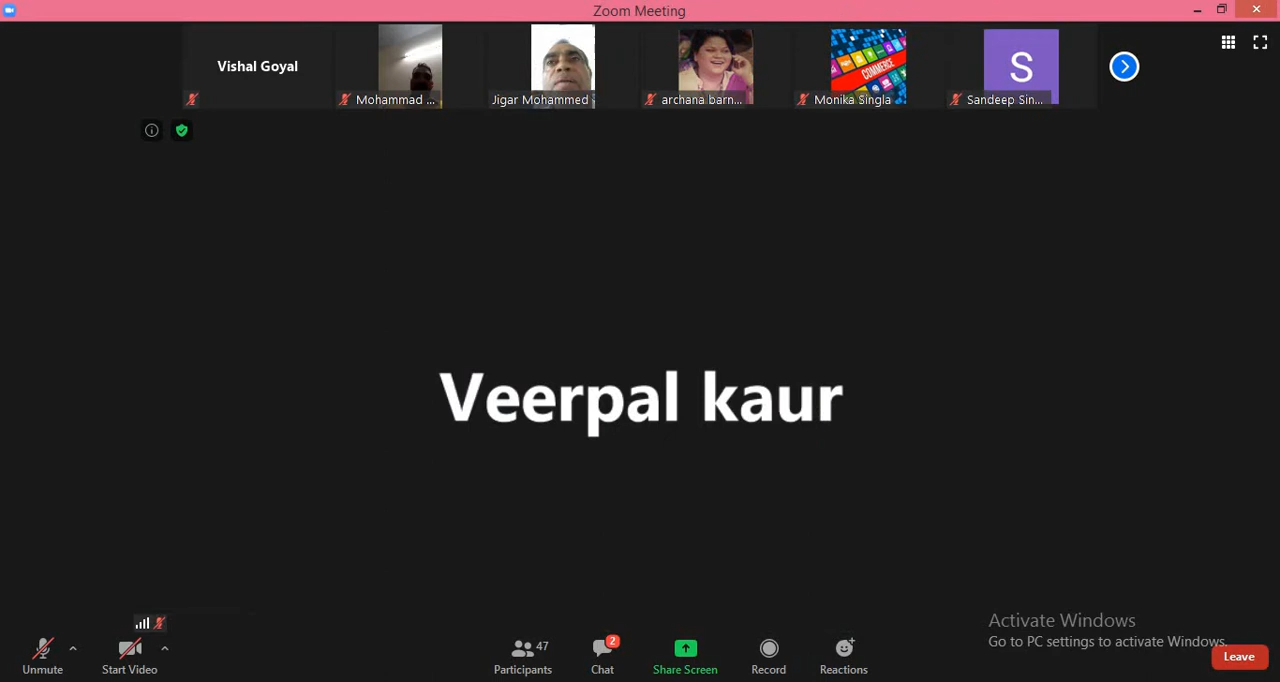 Zoom Meeting
Vishal Goyal
Mohammad ...
Jigar Mohammed
archana barn...
COMMERCE
Monika Singla
S
Sandeep Sin...
Veerpal kaur
Activate Windows
Go to PC settings to activate Windows.
Unmute
Start Video
47
Participants
2
Chat
Share Screen
Record
Reactions
Leave